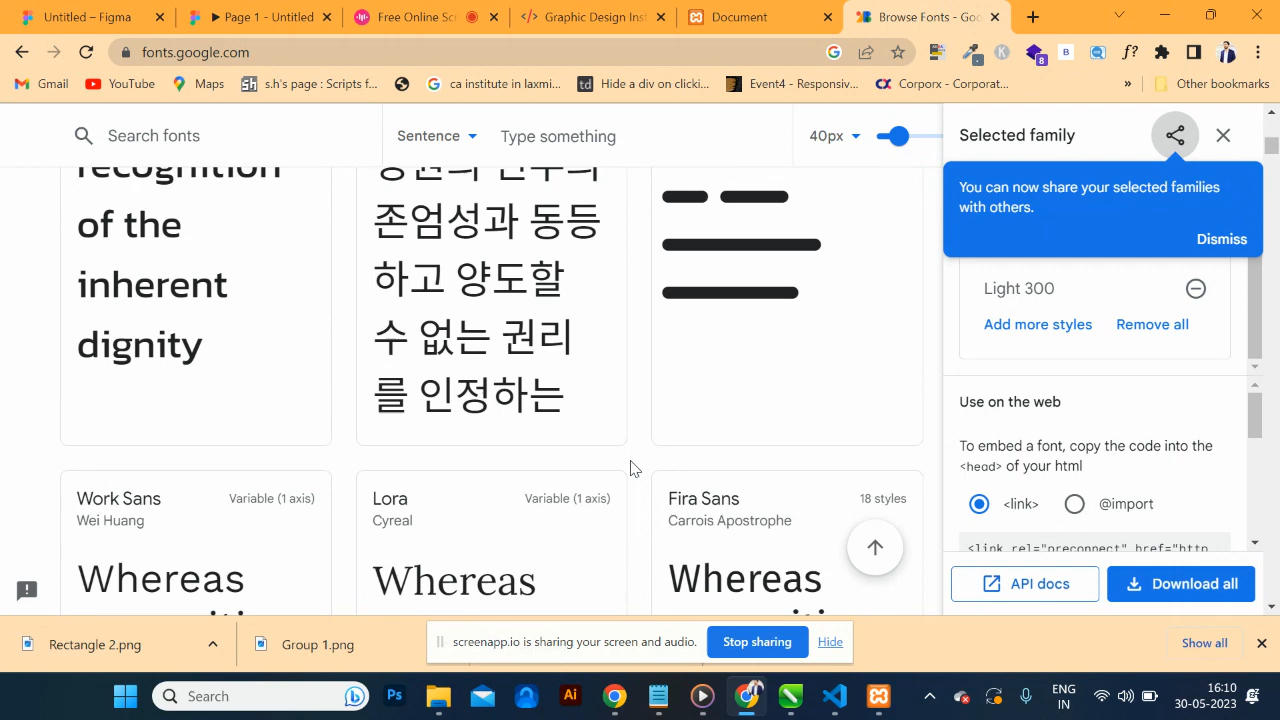 Untitled – Figma
Page 1 - Untitled
Free Online Scr
Graphic Design Inst
Document
Browse Fonts - Goo
fonts.google.com
Gmail
YouTube
Maps
s.h's page : Scripts f...
ca institute in laxmi...
Hide a div on clicki...
Event4 - Responsiv...
Corporx - Corporat...
»
Other bookmarks
Search fonts
Sentence
Type something
40px
Selected family
You can now share your selected families
with others.
Dismiss
recognition
of the
inherent
dignity
존엄성과 동등
하고 양도할
수 없는 권리
를 인정하는
Light 300
Add more styles
Remove all
Use on the web
To embed a font, copy the code into the
<head> of your html
<link>
@import
<link rel="preconnect" href="http
API docs
Download all
Work Sans
Variable (1 axis)
Wei Huang
Whereas
Lora
Variable (1 axis)
Cyreal
Whereas
Fira Sans
18 styles
Carrois Apostrophe
Whereas
Rectangle 2.png
Group 1.png
screenapp.io is sharing your screen and audio.
Stop sharing
Hide
Show all
Search
ENG
IN
16:10
30-05-2023